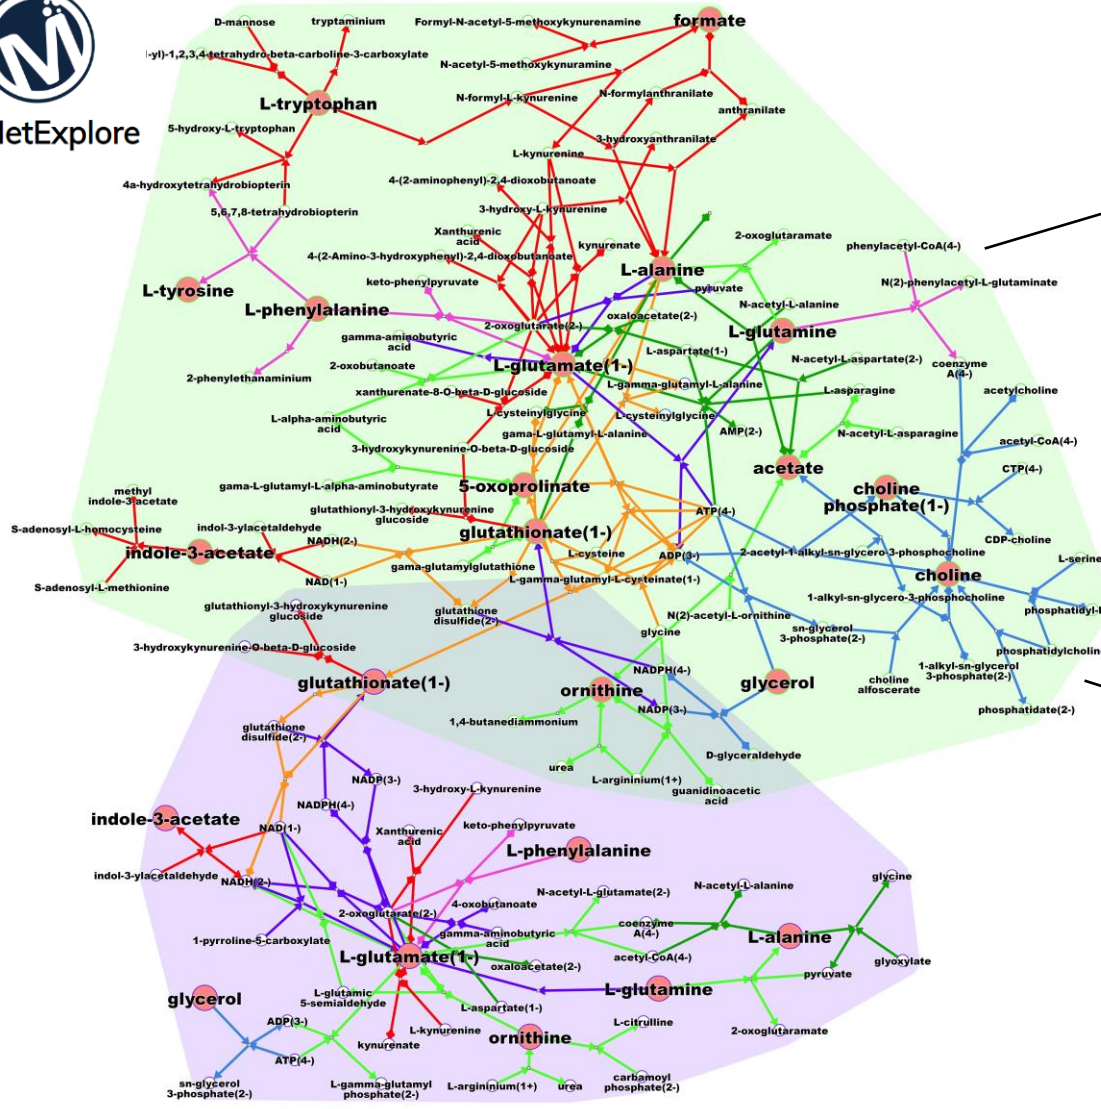 D-mannose
tryptaminium
Formyl-N-acetyl-5-methoxykynurenamine
formate
-yl)-1,2,3,4-tetrahydro-beta-carboline-3-carboxylate
N-acetyl-5-methoxykynuramine
L-tryptophan
N-formyl-L-kynurenine
N-formylanthranilate
anthranilate
NetExplore
5-hydroxy-L-tryptophan
3-hydroxyanthranilate
L-kynurenine
4a-hydroxytetrahydrobiopterin
4-(2-aminophenyl)-2,4-dioxobutanoate
5,6,7,8-tetrahydrobiopterin
3-hydroxy-L-kynurenine
Xanthurenic
acid
kynurenate
2-oxoglutaramate
phenylacetyl-CoA(4-)
4-(2-Amino-3-hydroxyphenyl)-2,4-dioxobutanoate
L-alanine
keto-phenylpyruvate
pyruvate
N(2)-phenylacetyl-L-glutaminate
L-tyrosine
L-phenylalanine
N-acetyl-L-alanine
oxaloacetate(2-)
2-oxoglutarate(2-)
L-glutamine
gamma-aminobutyric
acid
L-aspartate(1-)
N-acetyl-L-aspartate(2-)
2-oxobutanoate
L-glutamate(1-)
coenzyme
A(4-)
2-phenylethanaminium
L-gamma-glutamyl-L-alanine
xanthurenate-8-O-beta-D-glucoside
L-asparagine
acetylcholine
L-alpha-aminobutyric
acid
L-cysteinylglycine
L-cysteinylglycine
AMP(2-)
gama-L-glutamyl-L-alanine
N-acetyl-L-asparagine
acetyl-CoA(4-)
3-hydroxykynurenine-O-beta-D-glucoside
acetate
CTP(4-)
gama-L-glutamyl-L-alpha-aminobutyrate
5-oxoprolinate
choline
phosphate(1-)
methyl
indole-3-acetate
glutathionyl-3-hydroxykynurenine
glucoside
ATP(4-)
S-adenosyl-L-homocysteine
indol-3-ylacetaldehyde
glutathionate(1-)
CDP-choline
NADH(2-)
indole-3-acetate
L-cysteine
ADP(3-)
2-acetyl-1-alkyl-sn-glycero-3-phosphocholine
L-serine
gama-glutamylglutathione
choline
S-adenosyl-L-methionine
NAD(1-)
L-gamma-glutamyl-L-cysteinate(1-)
1-alkyl-sn-glycero-3-phosphocholine
glutathionyl-3-hydroxykynurenine
glucoside
glutathione
disulfide(2-)
N(2)-acetyl-L-ornithine
phosphatidyl-l
sn-glycerol
3-phosphate(2-)
glycine
3-hydroxykynurenine-O-beta-D-glucoside
phosphatidylcholine
NADPH(4-)
1-alkyl-sn-glycerol
3-phosphate(2-)
glutathionate(1-)
ornithine
glycerol
choline
alfoscerate
NADP(3-)
phosphatidate(2-)
1,4-butanediammonium
glutathione
disulfide(2-)
D-glyceraldehyde
urea
L-argininium(1+)
NADP(3-)
guanidinoacetic
acid
3-hydroxy-L-kynurenine
NADPH(4-)
indole-3-acetate
NAD(1-)
Xanthurenic
acid
keto-phenylpyruvate
L-phenylalanine
indol-3-ylacetaldehyde
NADH(2-)
N-acetyl-L-glutamate(2-)
N-acetyl-L-alanine
glycine
2-oxoglutarate(2-)
4-oxobutanoate
coenzyme
A(4-)
1-pyrroline-5-carboxylate
gamma-aminobutyric
acid
L-alanine
L-glutamate(1-)
acetyl-CoA(4-)
glyoxylate
oxaloacetate(2-)
pyruvate
glycerol
L-glutamic
5-semialdehyde
L-glutamine
L-aspartate(1-)
ADP(3-)
L-kynurenine
L-citrulline
2-oxoglutaramate
kynurenate
ornithine
ATP(4-)
sn-glycerol
3-phosphate(2-)
L-gamma-glutamyl
phosphate(2-)
L-argininium(1+)
urea
carbamoyl
phosphate(2-)